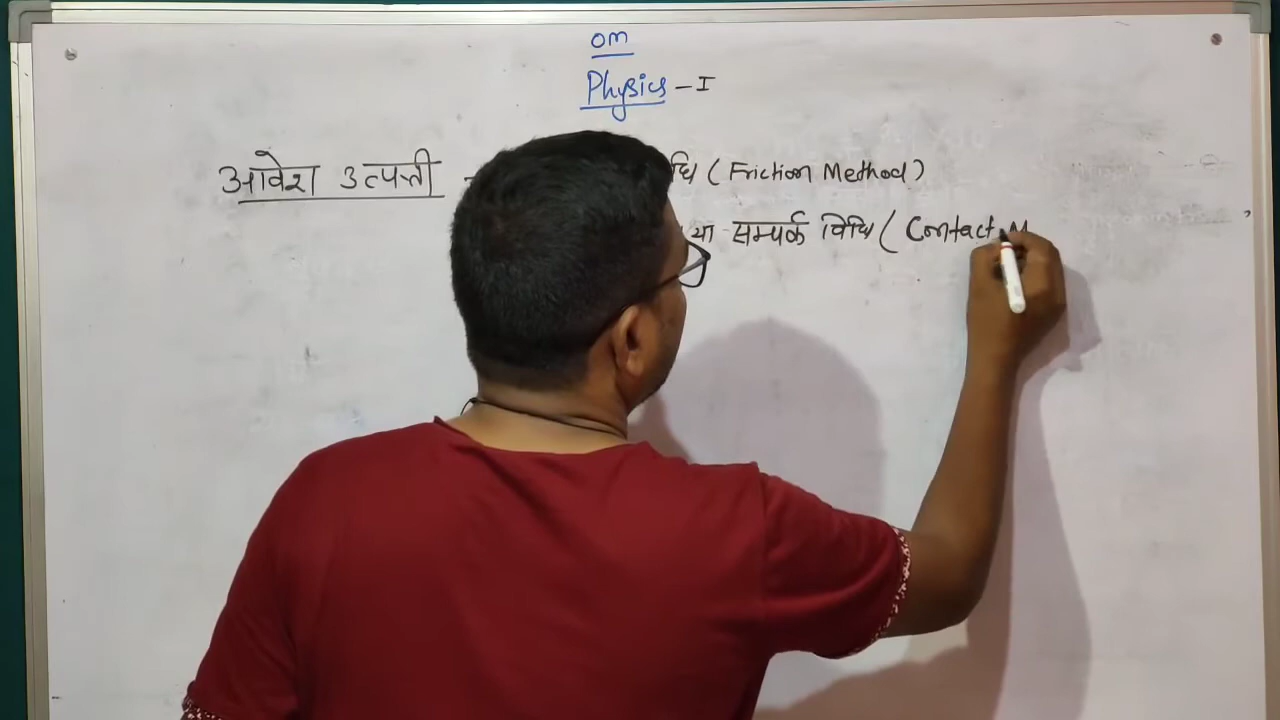 om
Physics - I
आवेश उत्पत्ती - धि (Friction Method)
या सम्पर्क विधि (Contact M